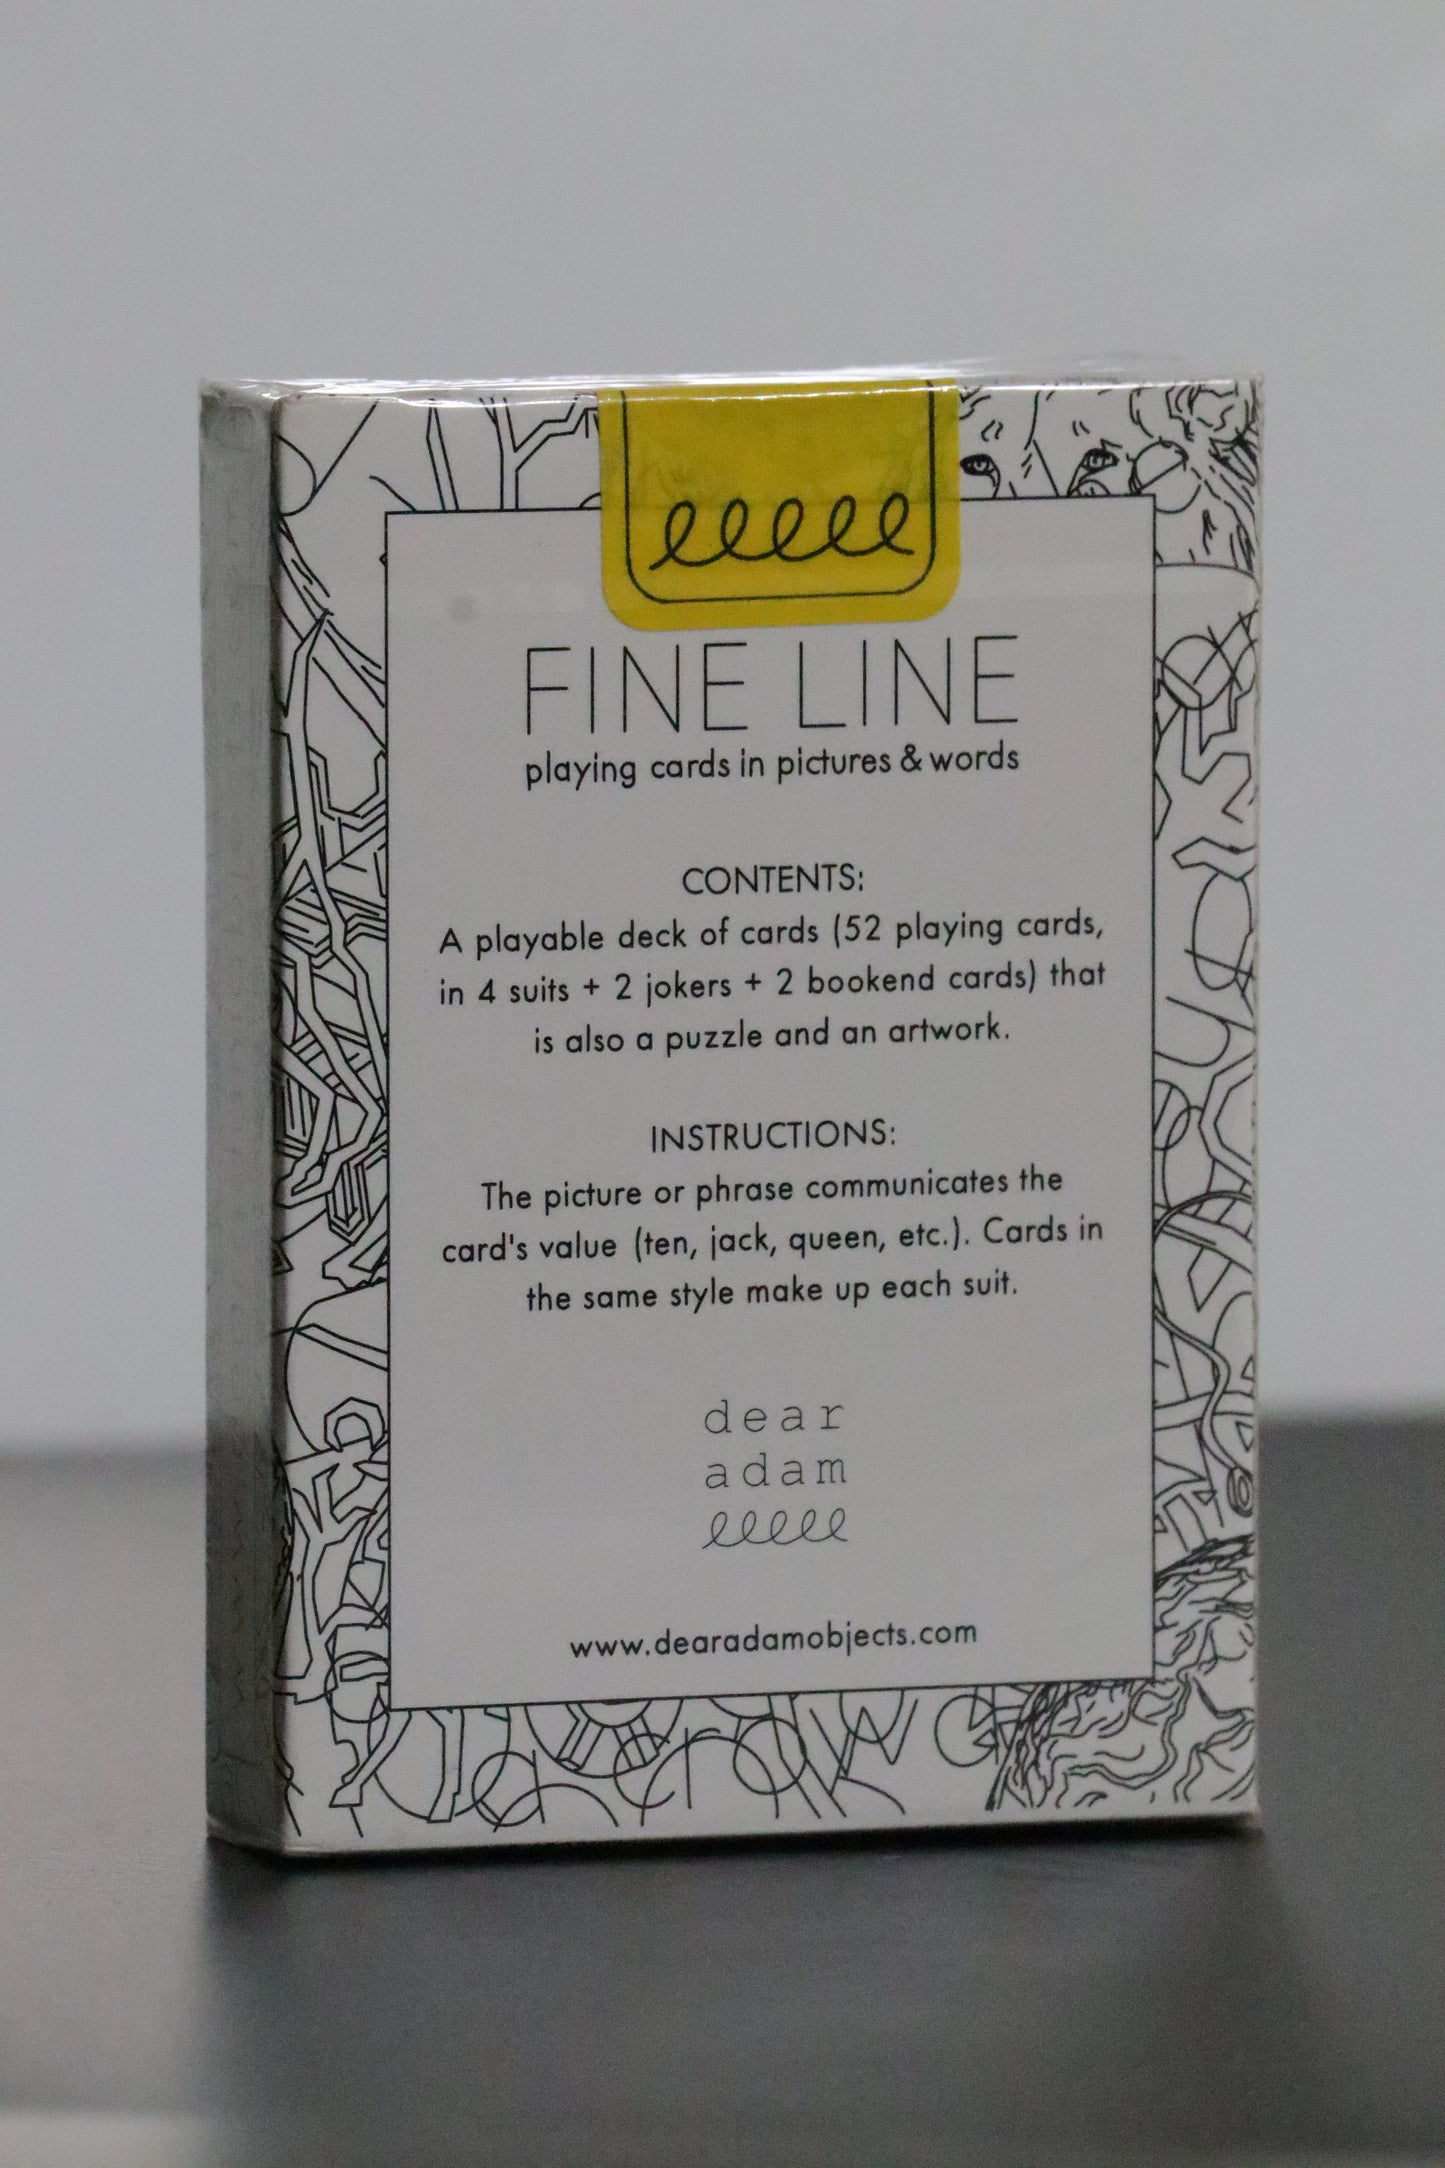 FINE LINE
playing cards in pictures & words
CONTENTS:
A playable deck of cards (52 playing cards,
in 4 suits + 2 jokers + 2 bookend cards) that
is also a puzzle and an artwork.
INSTRUCTIONS:
The picture or phrase communicates the
card's value (ten, jack, queen, etc.). Cards in
the same style make up each suit.
dear
adam
www.dearadamobjects.com